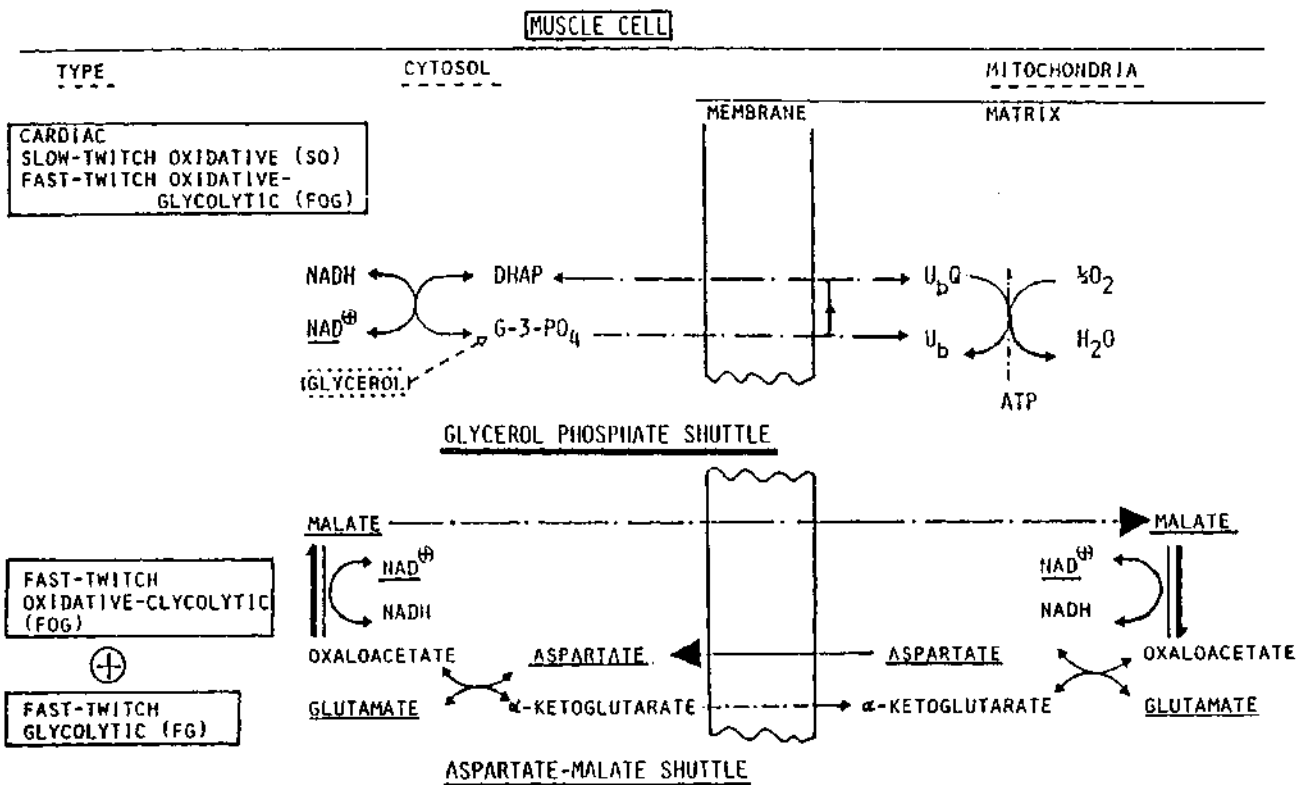 MUSCLE CELL
TYPE CYTOSOL MITOCHONDRIA
MEMBRANE MATRIX
CARDIAC
SLOW-TWITCH OXIDATIVE (SO)
FAST-TWITCH OXIDATIVE-
GLYCOLYTIC (FOG)
NADH DHAP UbQ ½O2
NAD⊕ G-3-PO4 Ub H2O
(GLYCEROL)
ATP
GLYCEROL PHOSPHATE SHUTTLE
MALATE MALATE
NAD⊕ NAD⊕
NADH NADH
FAST-TWITCH
OXIDATIVE-CLYCOLYTIC
(FOG)
⊕
FAST-TWITCH
GLYCOLYTIC (FG)
OXALOACETATE ASPARTATE ASPARTATE OXALOACETATE
GLUTAMATE α-KETOGLUTARATE α-KETOGLUTARATE GLUTAMATE
ASPARTATE-MALATE SHUTTLE